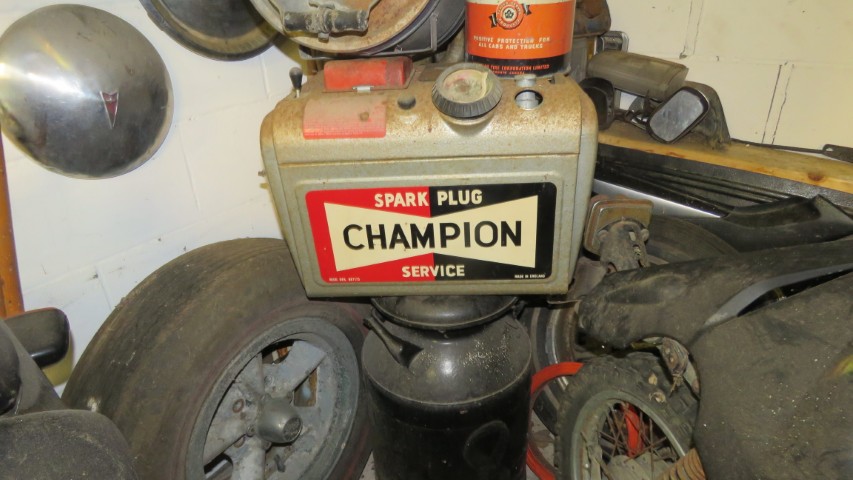 POSITIVE PROTECTION FOR
ALL CARS AND TRUCKS
SPARK PLUG
CHAMPION
SERVICE
MADE IN ENGLAND